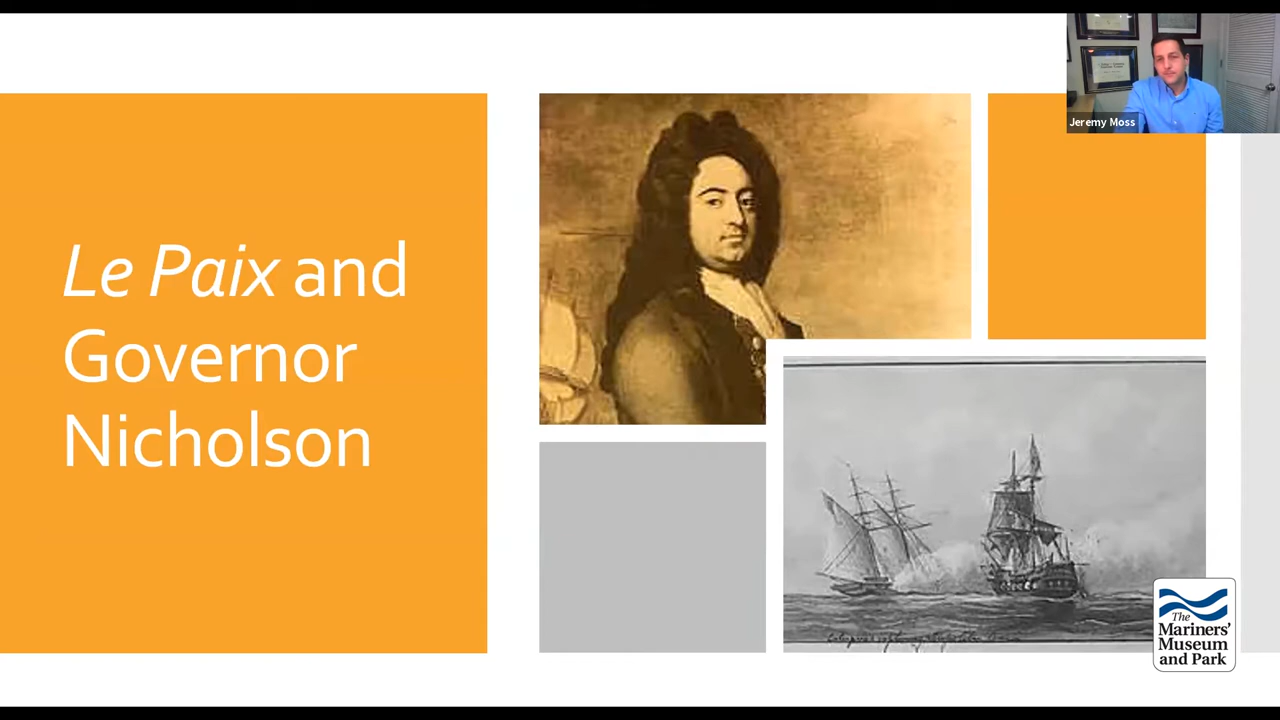 Jeremy Moss
Le Paix and
Governor
Nicholson
The
Mariners'
Museum
and Park